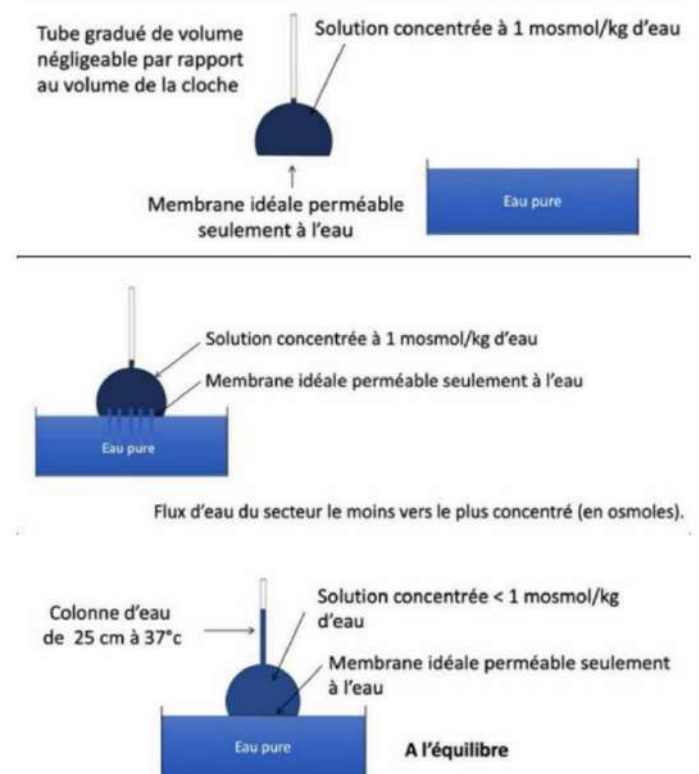 Tube gradué de volume
négligeable par rapport
au volume de la cloche
Solution concentrée à 1 mosmol/kg d'eau
Membrane idéale perméable
seulement à l'eau
Eau pure
Solution concentrée à 1 mosmol/kg d'eau
Membrane idéale perméable seulement à l'eau
Eau pure
Flux d'eau du secteur le moins vers le plus concentré (en osmoles).
Colonne d'eau
de 25 cm à 37°c
Solution concentrée < 1 mosmol/kg
d'eau
Membrane idéale perméable seulement
à l'eau
Eau pure
A l'équilibre